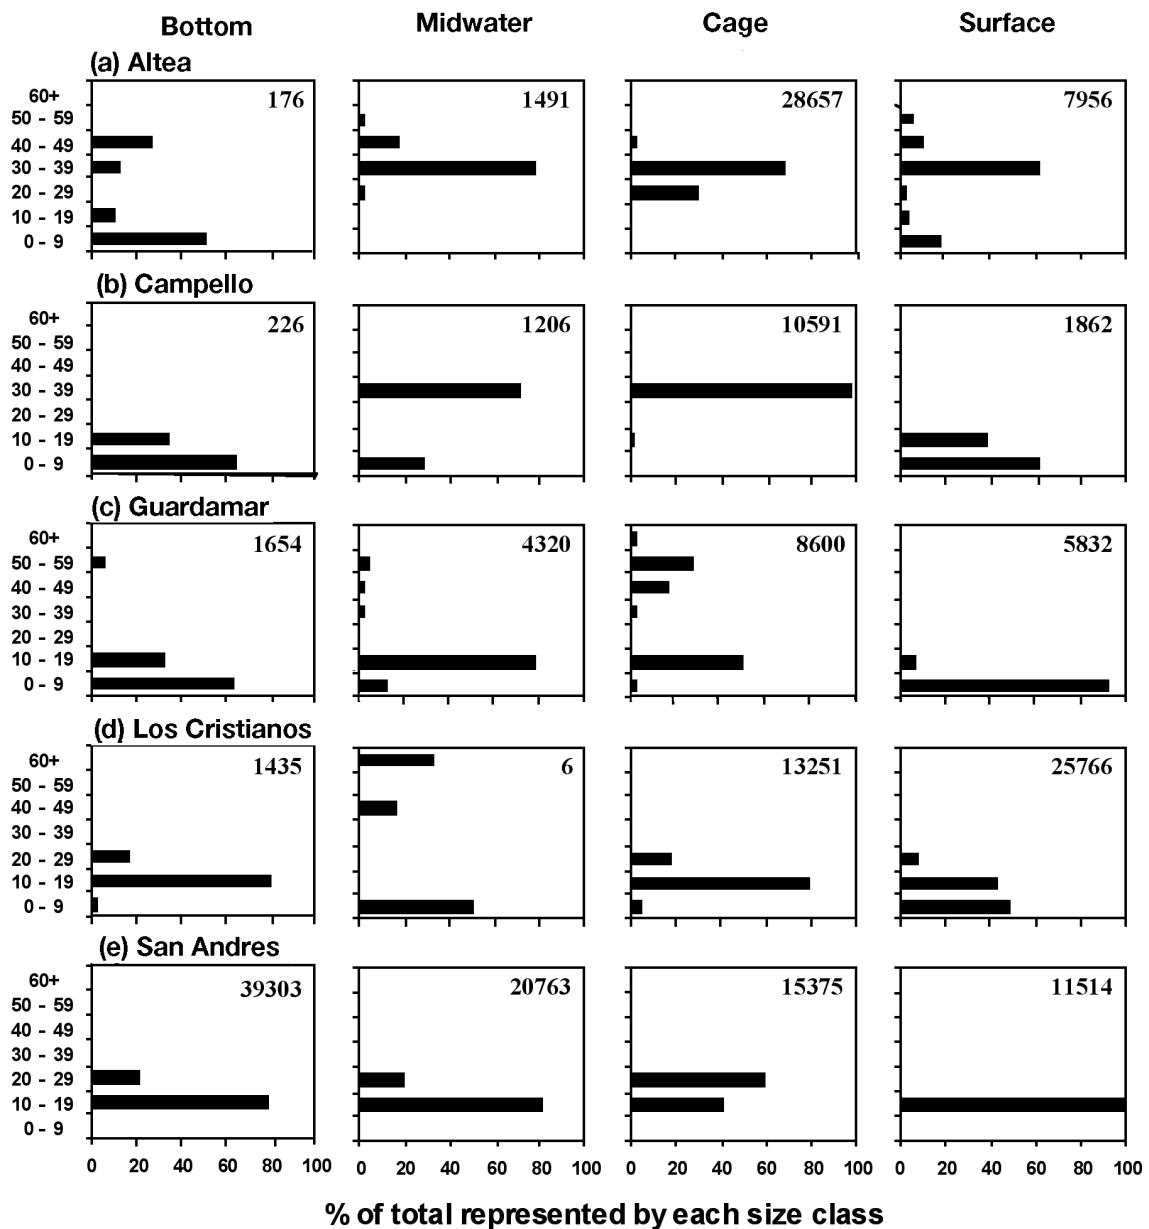 Bottom Midwater Cage Surface
(a) Altea
60+ 176 1491 28657 7956
50 - 59
40 - 49
30 - 39
20 - 29
10 - 19
0 - 9
(b) Campello
60+ 226 1206 10591 1862
50 - 59
40 - 49
30 - 39
20 - 29
10 - 19
0 - 9
(c) Guardamar
60+ 1654 4320 8600 5832
50 - 59
40 - 49
30 - 39
20 - 29
10 - 19
0 - 9
(d) Los Cristianos
60+ 1435 6 13251 25766
50 - 59
40 - 49
30 - 39
20 - 29
10 - 19
0 - 9
(e) San Andres
60+ 39303 20763 15375 11514
50 - 59
40 - 49
30 - 39
20 - 29
10 - 19
0 - 9
0 20 40 60 80 100 0 20 40 60 80 100 0 20 40 60 80 100 0 20 40 60 80 100
% of total represented by each size class